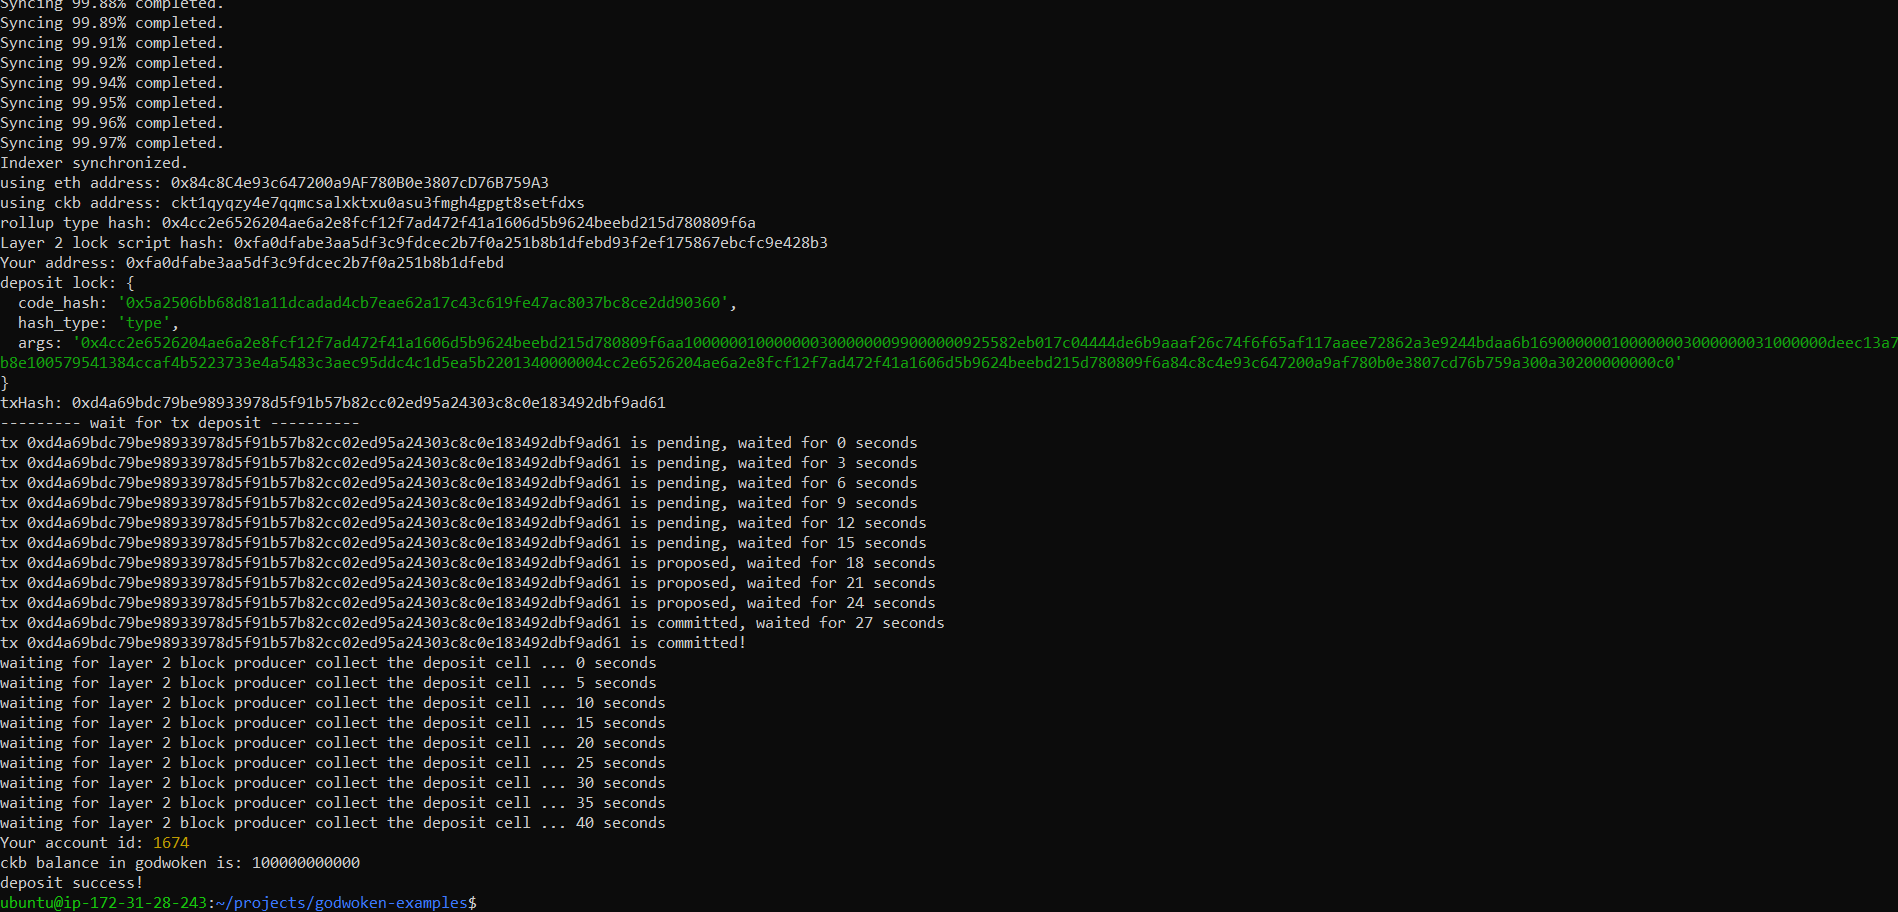 Syncing 99.88% completed.
Syncing 99.89% completed.
Syncing 99.91% completed.
Syncing 99.92% completed.
Syncing 99.94% completed.
Syncing 99.95% completed.
Syncing 99.96% completed.
Syncing 99.97% completed.
Indexer synchronized.
using eth address: 0x84c8C4e93c647200a9AF780B0e3807cD76B759A3
using ckb address: ckt1qyqzy4e7qqmcsalxktxu0asu3fmgh4gpgt8setfdxs
rollup type hash: 0x4cc2e6526204ae6a2e8fcf12f7ad472f41a1606d5b9624beebd215d780809f6a
Layer 2 lock script hash: 0xfa0dfabe3aa5df3c9fdcec2b7f0a251b8b1dfebd93f2ef175867ebcfc9e428b3
Your address: 0xfa0dfabe3aa5df3c9fdcec2b7f0a251b8b1dfebd
deposit lock: {
  code_hash: '0x5a2506bb68d81a11dcadad4cb7eae62a17c43c619fe47ac8037bc8ce2dd90360',
  hash_type: 'type',
  args: '0x4cc2e6526204ae6a2e8fcf12f7ad472f41a1606d5b9624beebd215d780809f6aa10000001000000030000000990000000925582eb017c04444de6b9aaaf26c74f6f65af117aaee72862a3e9244bdaa6b1690000000100000003000000031000000deec13a7
b8e100579541384ccaf4b5223733e4a5483c3aec95ddc4c1d5ea5b2201340000004cc2e6526204ae6a2e8fcf12f7ad472f41a1606d5b9624beebd215d780809f6a84c8c4e93c647200a9af780b0e3807cd76b759a300a30200000000c0'
}
txHash: 0xd4a69bdc79be98933978d5f91b57b82cc02ed95a24303c8c0e183492dbf9ad61
--------- wait for tx deposit ----------
tx 0xd4a69bdc79be98933978d5f91b57b82cc02ed95a24303c8c0e183492dbf9ad61 is pending, waited for 0 seconds
tx 0xd4a69bdc79be98933978d5f91b57b82cc02ed95a24303c8c0e183492dbf9ad61 is pending, waited for 3 seconds
tx 0xd4a69bdc79be98933978d5f91b57b82cc02ed95a24303c8c0e183492dbf9ad61 is pending, waited for 6 seconds
tx 0xd4a69bdc79be98933978d5f91b57b82cc02ed95a24303c8c0e183492dbf9ad61 is pending, waited for 9 seconds
tx 0xd4a69bdc79be98933978d5f91b57b82cc02ed95a24303c8c0e183492dbf9ad61 is pending, waited for 12 seconds
tx 0xd4a69bdc79be98933978d5f91b57b82cc02ed95a24303c8c0e183492dbf9ad61 is pending, waited for 15 seconds
tx 0xd4a69bdc79be98933978d5f91b57b82cc02ed95a24303c8c0e183492dbf9ad61 is proposed, waited for 18 seconds
tx 0xd4a69bdc79be98933978d5f91b57b82cc02ed95a24303c8c0e183492dbf9ad61 is proposed, waited for 21 seconds
tx 0xd4a69bdc79be98933978d5f91b57b82cc02ed95a24303c8c0e183492dbf9ad61 is proposed, waited for 24 seconds
tx 0xd4a69bdc79be98933978d5f91b57b82cc02ed95a24303c8c0e183492dbf9ad61 is committed, waited for 27 seconds
tx 0xd4a69bdc79be98933978d5f91b57b82cc02ed95a24303c8c0e183492dbf9ad61 is committed!
waiting for layer 2 block producer collect the deposit cell ... 0 seconds
waiting for layer 2 block producer collect the deposit cell ... 5 seconds
waiting for layer 2 block producer collect the deposit cell ... 10 seconds
waiting for layer 2 block producer collect the deposit cell ... 15 seconds
waiting for layer 2 block producer collect the deposit cell ... 20 seconds
waiting for layer 2 block producer collect the deposit cell ... 25 seconds
waiting for layer 2 block producer collect the deposit cell ... 30 seconds
waiting for layer 2 block producer collect the deposit cell ... 35 seconds
waiting for layer 2 block producer collect the deposit cell ... 40 seconds
Your account id: 1674
ckb balance in godwoken is: 100000000000
deposit success!
ubuntu@ip-172-31-28-243:~/projects/godwoken-examples$